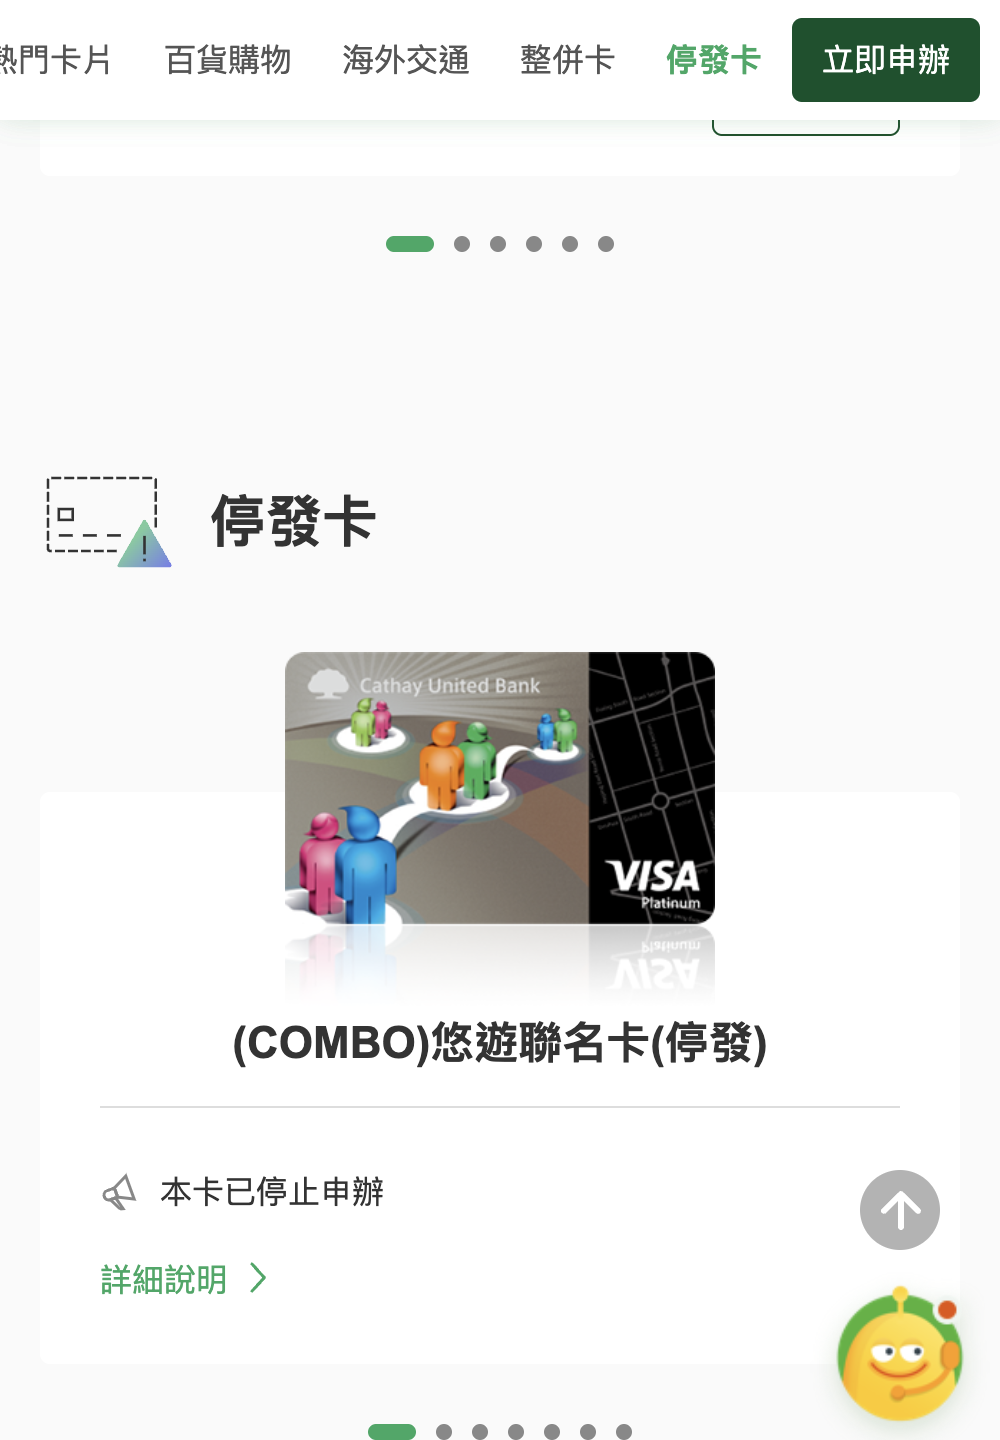 熱門卡片 百貨購物 海外交通 整併卡 停發卡 立即申辦
停發卡
Cathay United Bank
VISA
Platinum
(COMBO)悠遊聯名卡(停發)
本卡已停止申辦
詳細說明